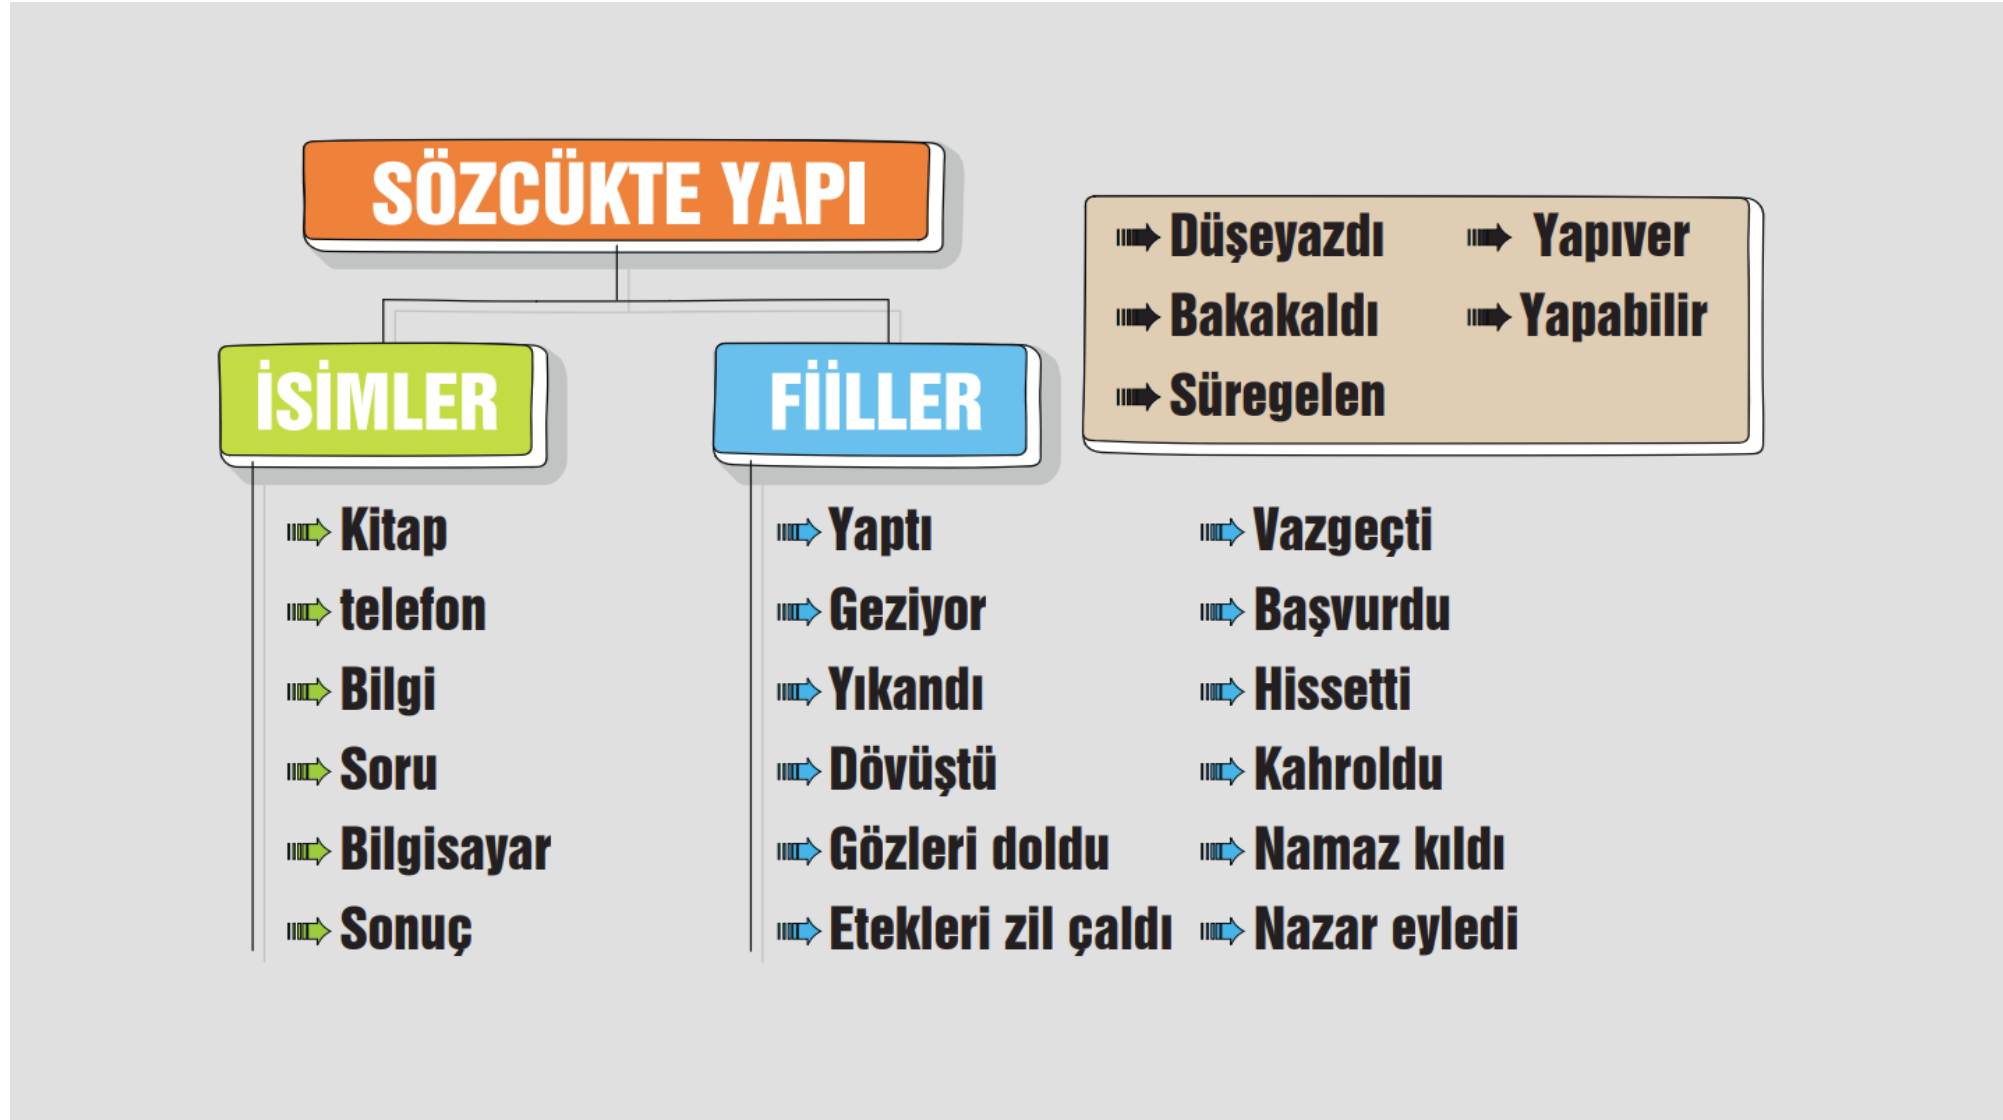 SÖZCÜKTE YAPI
Düşeyazdı
Yapıver
Bakakaldı
Yapabilir
Süregelen
İSİMLER
Kitap
telefon
Bilgi
Soru
Bilgisayar
Sonuç
FİİLLER
Yaptı
Geziyor
Yıkandı
Dövüştü
Gözleri doldu
Etekleri zil çaldı
Vazgeçti
Başvurdu
Hissetti
Kahroldu
Namaz kıldı
Nazar eyledi